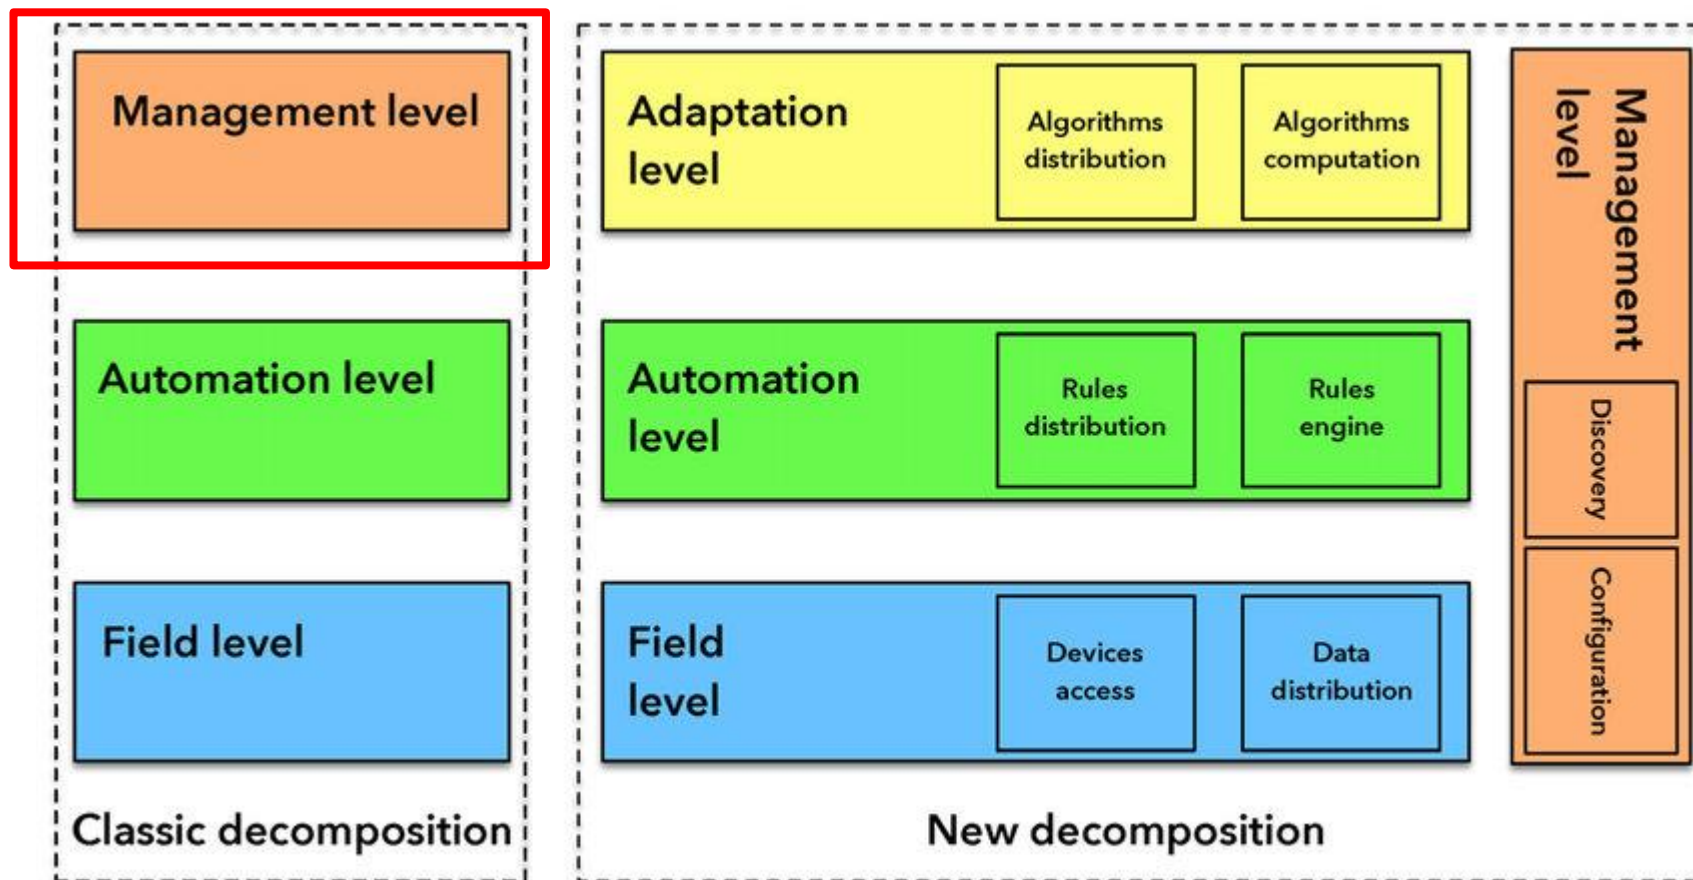 Management level
Automation level
Field level
Classic decomposition
Adaptation
level
Algorithms
distribution
Algorithms
computation
Automation
level
Rules
distribution
Rules
engine
Field
level
Devices
access
Data
distribution
Management
level
Discovery
Configuration
New decomposition